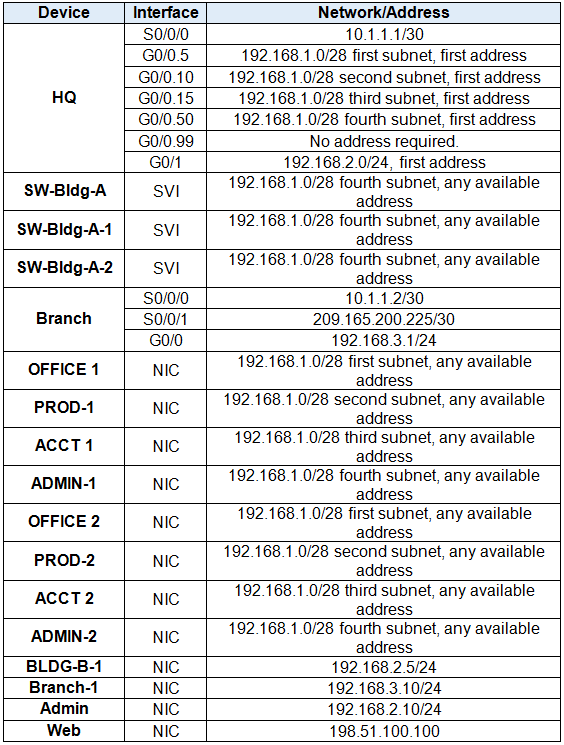 Device Interface Network/Address
HQ
S0/0/0 10.1.1.1/30
G0/0.5 192.168.1.0/28 first subnet, first address
G0/0.10 192.168.1.0/28 second subnet, first address
G0/0.15 192.168.1.0/28 third subnet, first address
G0/0.50 192.168.1.0/28 fourth subnet, first address
G0/0.99 No address required.
G0/1 192.168.2.0/24, first address
SW-Bldg-A SVI 192.168.1.0/28 fourth subnet, any available
address
SW-Bldg-A-1 SVI 192.168.1.0/28 fourth subnet, any available
address
SW-Bldg-A-2 SVI 192.168.1.0/28 fourth subnet, any available
address
Branch
S0/0/0 10.1.1.2/30
S0/0/1 209.165.200.225/30
G0/0 192.168.3.1/24
OFFICE 1 NIC 192.168.1.0/28 first subnet, any available
address
PROD-1 NIC 192.168.1.0/28 second subnet, any available
address
ACCT 1 NIC 192.168.1.0/28 third subnet, any available
address
ADMIN-1 NIC 192.168.1.0/28 fourth subnet, any available
address
OFFICE 2 NIC 192.168.1.0/28 first subnet, any available
address
PROD-2 NIC 192.168.1.0/28 second subnet, any available
address
ACCT 2 NIC 192.168.1.0/28 third subnet, any available
address
ADMIN-2 NIC 192.168.1.0/28 fourth subnet, any available
address
BLDG-B-1 NIC 192.168.2.5/24
Branch-1 NIC 192.168.3.10/24
Admin NIC 192.168.2.10/24
Web NIC 198.51.100.100